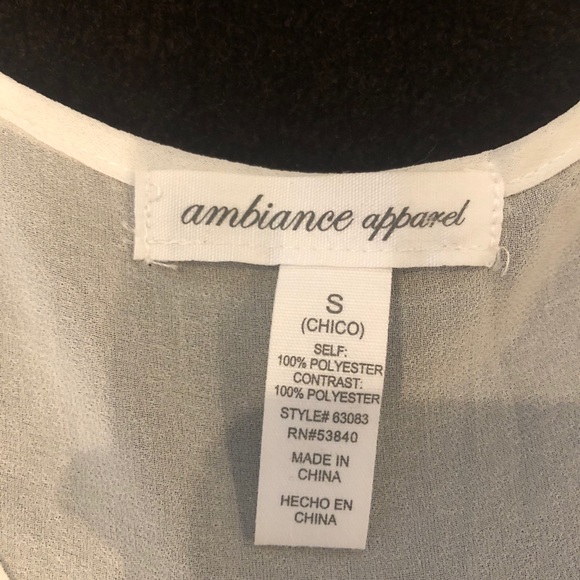 ambiance apparel
S
(CHICO)
SELF:
100% POLYESTER
CONTRAST:
100% POLYESTER
STYLE# 63083
RN#53840
MADE IN
CHINA
HECHO EN
CHINA